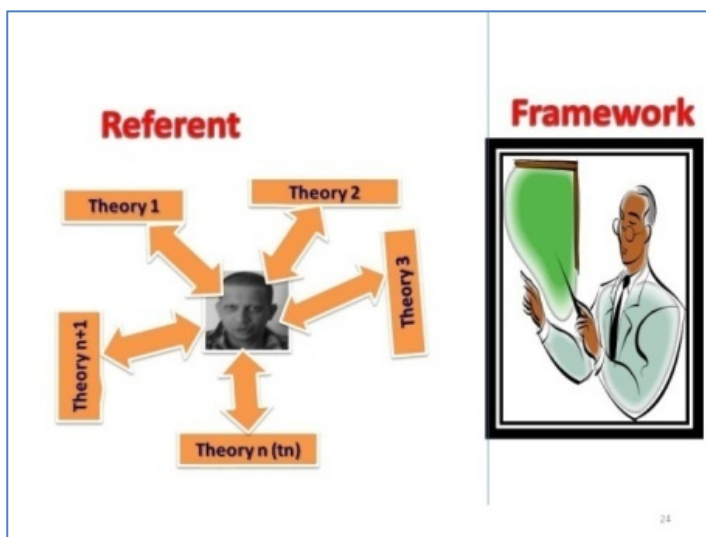 Referent
Framework
Theory 1
Theory 2
Theory 3
Theory n+1
Theory n (tn)
24